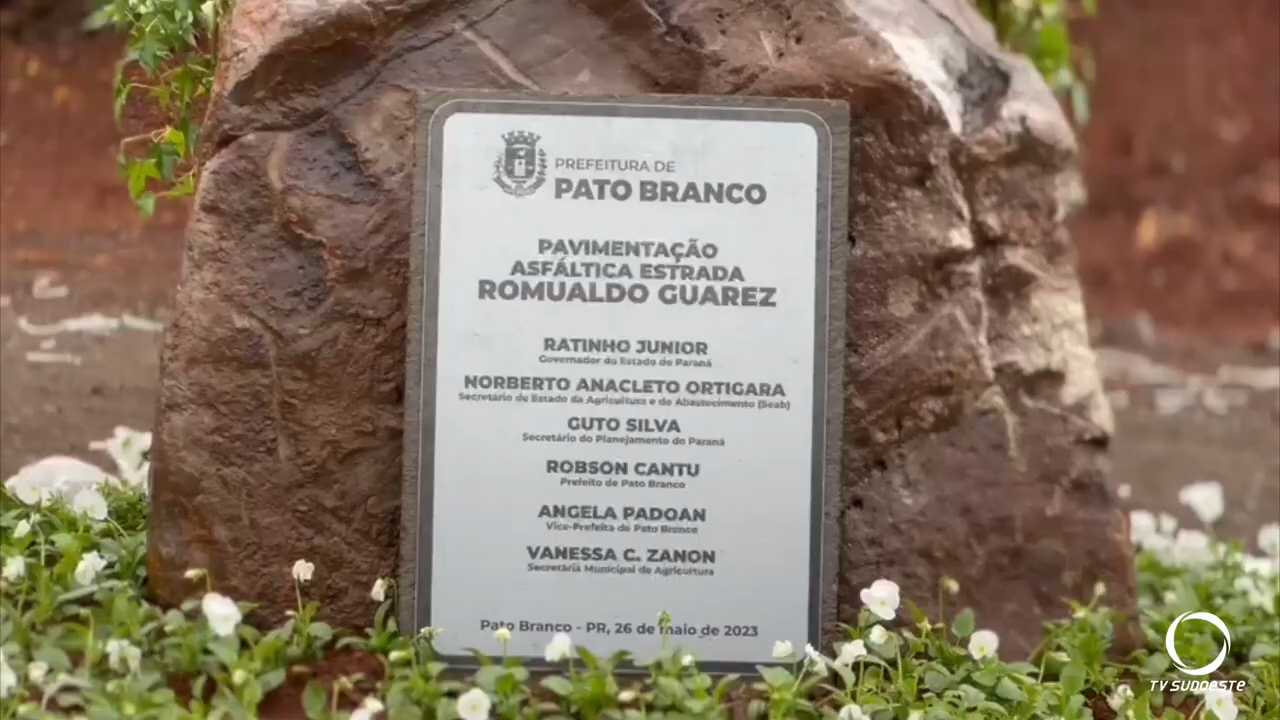 PREFEITURA DE
PATO BRANCO
PAVIMENTAÇÃO
ASFÁLTICA ESTRADA
ROMUALDO GUAREZ
RATINHO JUNIOR
Governador do Estado do Paraná
NORBERTO ANACLETO ORTIGARA
Secretário de Estado da Agricultura e do Abastecimento (Seab)
GUTO SILVA
Secretário do Planejamento do Paraná
ROBSON CANTU
Prefeito de Pato Branco
ANGELA PADOAN
Vice-Prefeita de Pato Branco
VANESSA C. ZANON
Secretária Municipal de Agricultura
Pato Branco - PR, 26 de maio de 2023
TV SUDOESTE